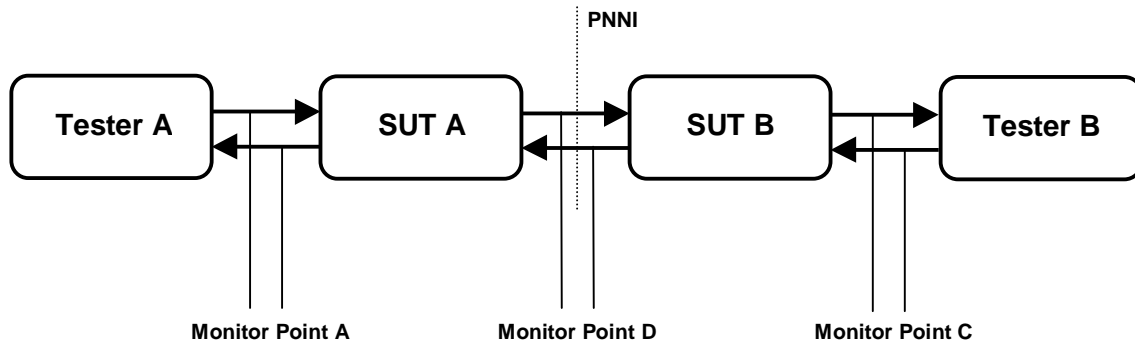 PNNI
Tester A
SUT A
SUT B
Tester B
Monitor Point A
Monitor Point D
Monitor Point C